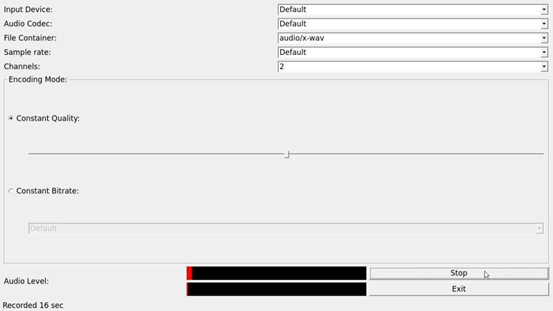 Input Device: Default
Audio Codec: Default
File Container: audio/x-wav
Sample rate: Default
Channels: 2
Encoding Mode:
Constant Quality:
Constant Bitrate:
Default
Stop
Audio Level:
Exit
Recorded 16 sec